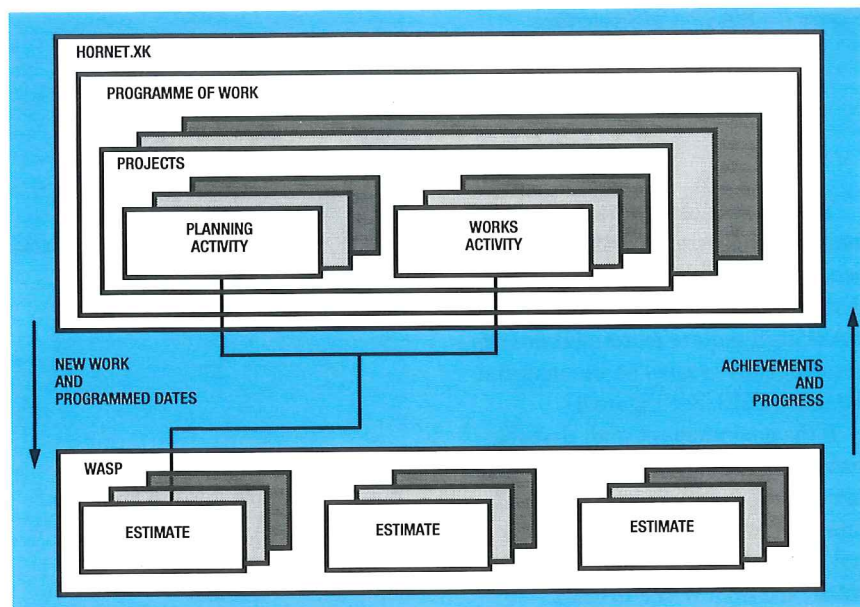 HORNET.XK
PROGRAMME OF WORK
PROJECTS
PLANNING
ACTIVITY
WORKS
ACTIVITY
NEW WORK
AND
PROGRAMMED DATES
ACHIEVEMENTS
AND
PROGRESS
WASP
ESTIMATE
ESTIMATE
ESTIMATE